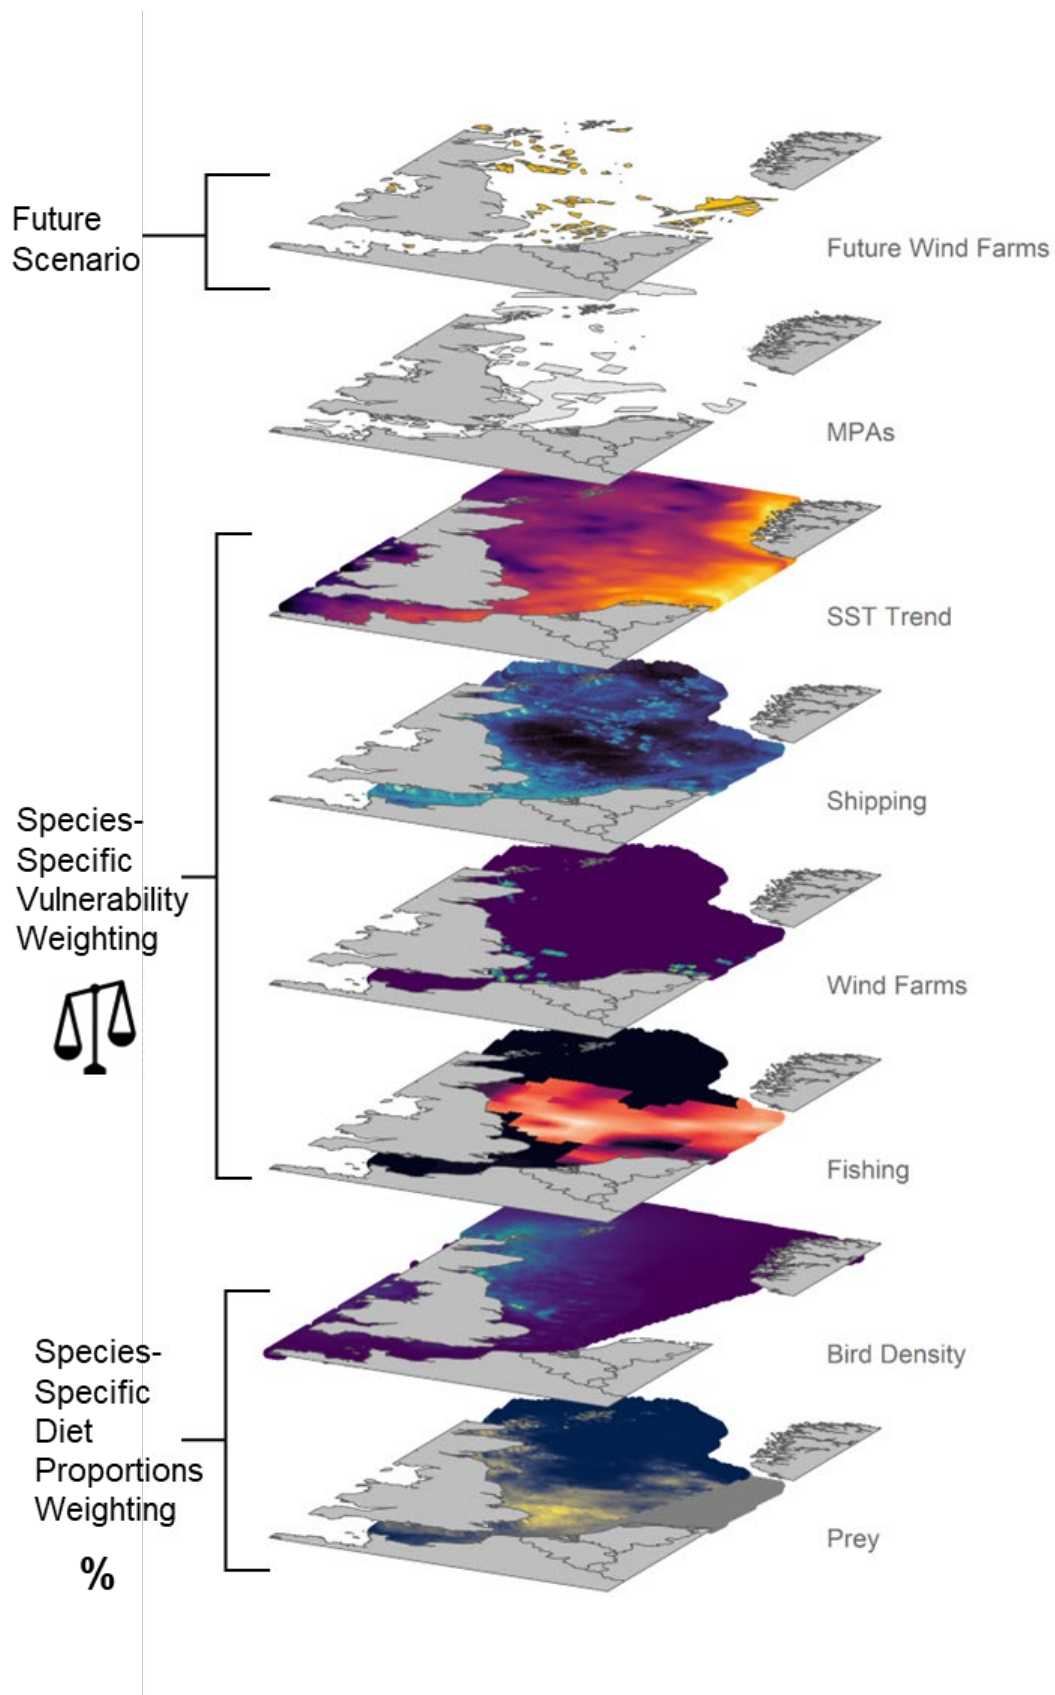 Future
Scenario
Future Wind Farms
MPAs
SST Trend
Shipping
Species-
Specific
Vulnerability
Weighting
Wind Farms
Fishing
Bird Density
Species-
Specific
Diet
Proportions
Weighting
%
Prey